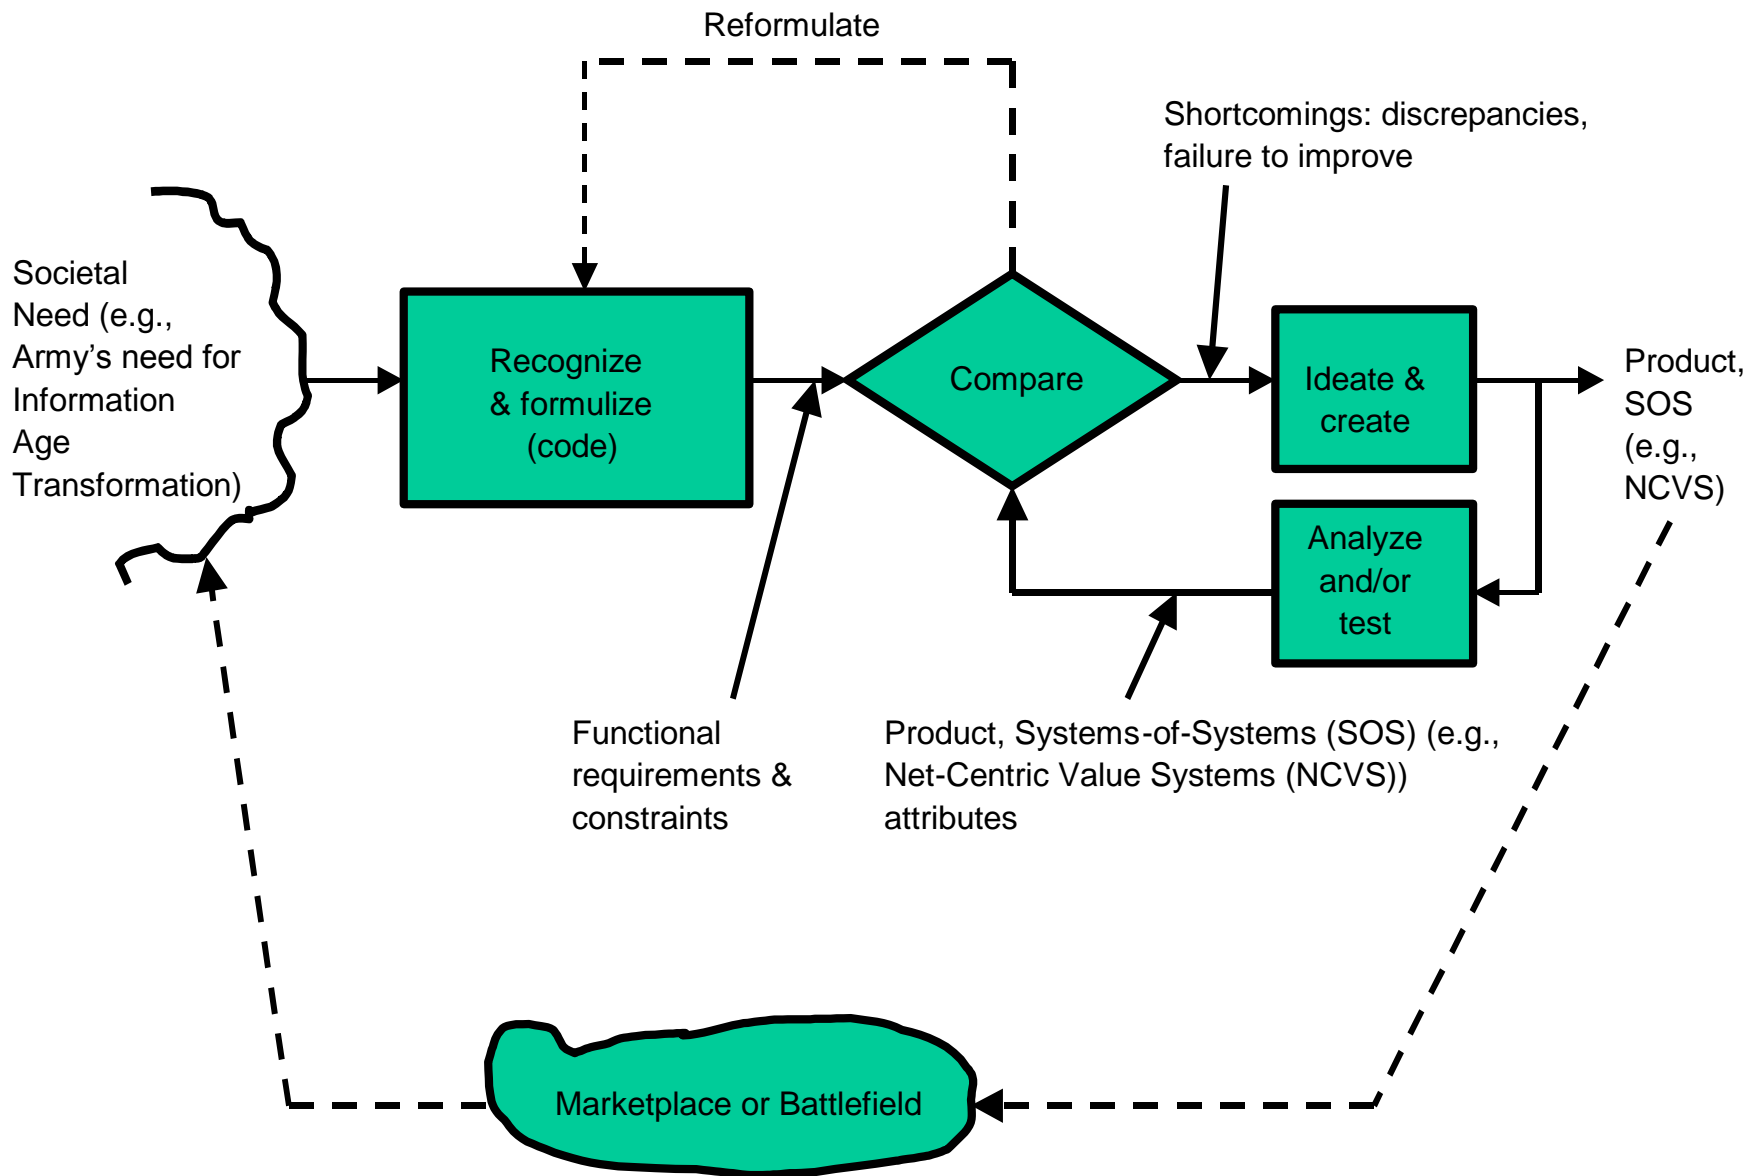 Reformulate
Shortcomings: discrepancies,
failure to improve
Societal
Need (e.g.,
Army’s need for
Information
Age
Transformation)
Recognize
& formulize
(code)
Compare
Ideate &
create
Product,
SOS
(e.g.,
NCVS)
Analyze
and/or
test
Functional
requirements &
constraints
Product, Systems-of-Systems (SOS) (e.g.,
Net-Centric Value Systems (NCVS))
attributes
Marketplace or Battlefield